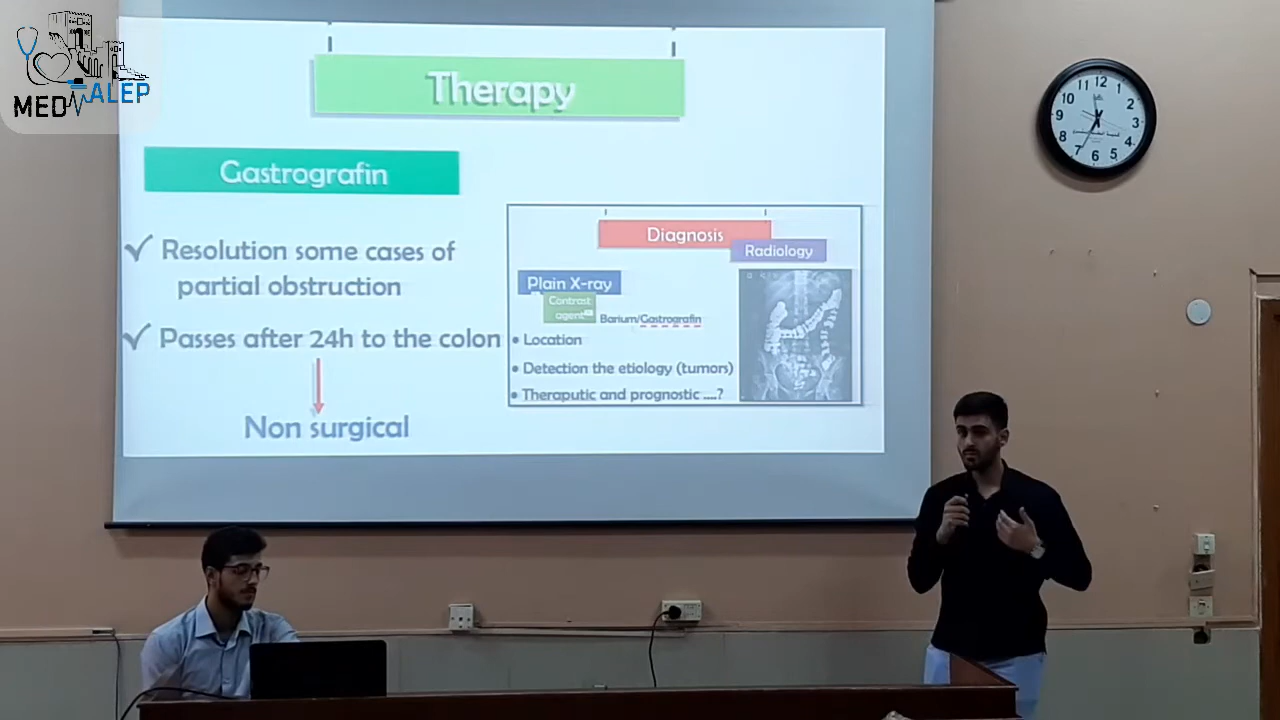 MED ALEP
Therapy
Gastrografin
✓ Resolution some cases of
partial obstruction
✓ Passes after 24h to the colon
Non surgical
Diagnosis
Radiology
Plain X-ray
Contrast
agent
Barium/Gastrografin
• Location
• Detection the etiology (tumors)
• Theraputic and prognostic ....?
12
11 1
10 2
9 3
8 4
7 5
6